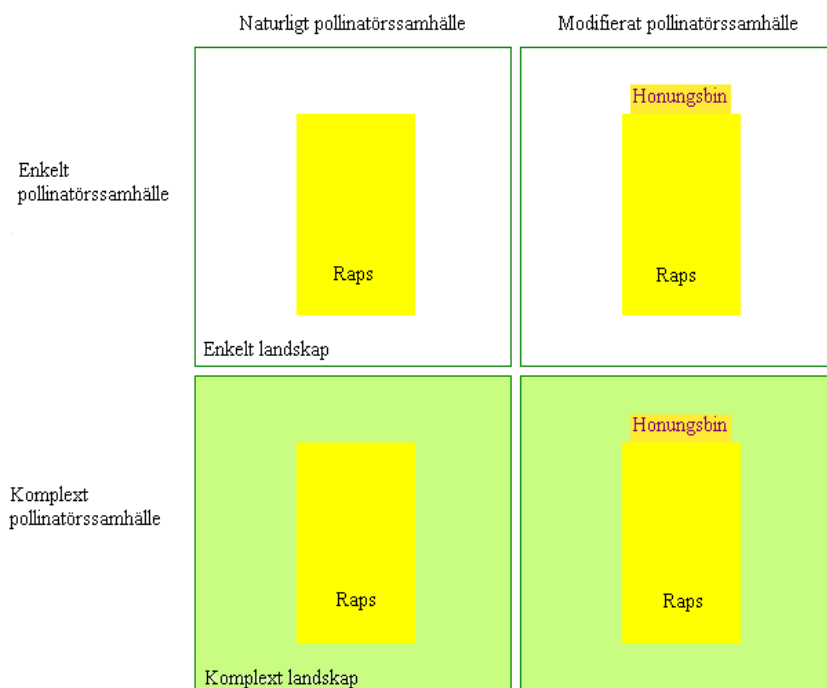 Naturligt pollinatörssamhälle
Modifierat pollinatörssamhälle
Enkelt
pollinatörssamhälle
Raps
Enkelt landskap
Honungsbin
Raps
Komplext
pollinatörssamhälle
Raps
Komplext landskap
Honungsbin
Raps